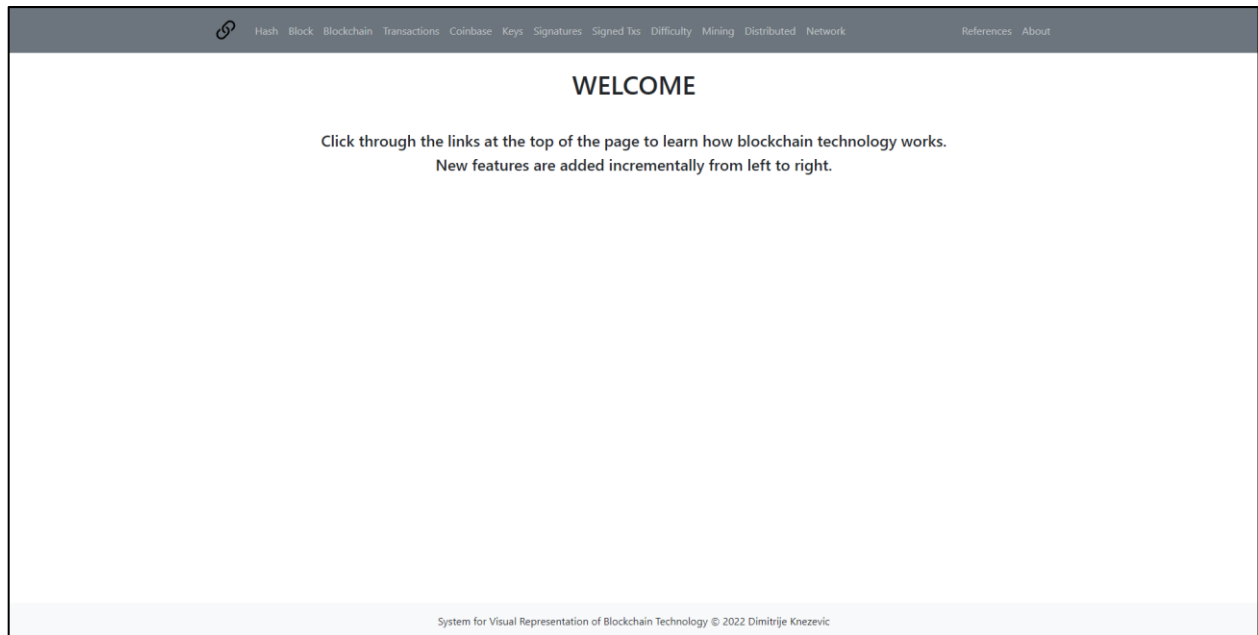 Hash Block Blockchain Transactions Coinbase Keys Signatures Signed Txs Difficulty Mining Distributed Network References About
WELCOME
Click through the links at the top of the page to learn how blockchain technology works.
New features are added incrementally from left to right.
System for Visual Representation of Blockchain Technology © 2022 Dimitrije Knezevic